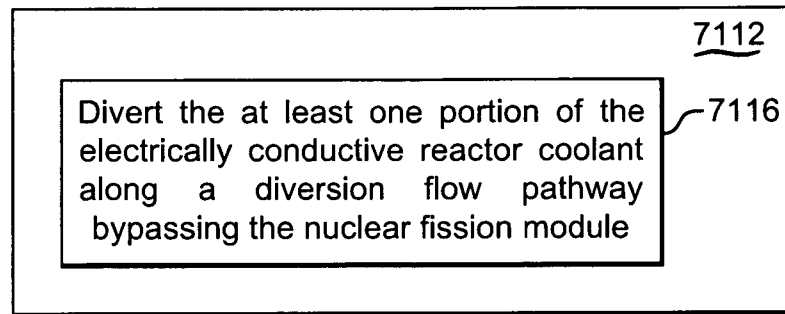 7112
Divert the at least one portion of the
electrically conductive reactor coolant
along a diversion flow pathway
bypassing the nuclear fission module
7116